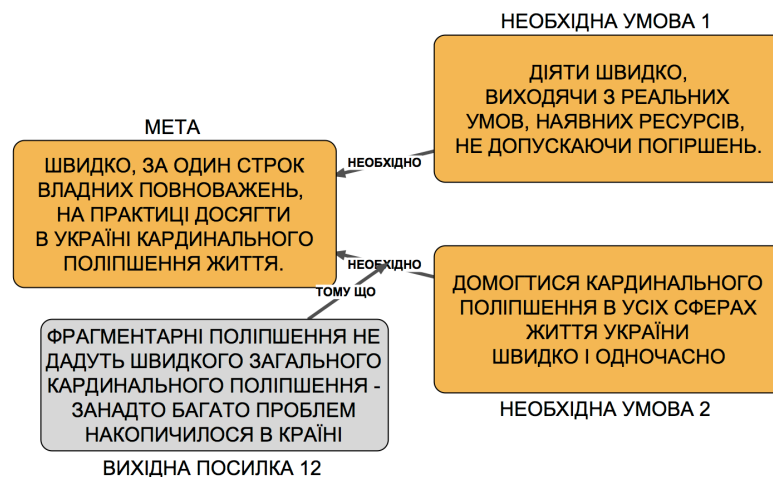 НЕОБХІДНА УМОВА 1
ДІЯТИ ШВИДКО,
ВИХОДЯЧИ З РЕАЛЬНИХ
УМОВ, НАЯВНИХ РЕСУРСІВ,
НЕ ДОПУСКАЮЧИ ПОГІРШЕНЬ.
МЕТА
ШВИДКО, ЗА ОДИН СТРОК
ВЛАДНИХ ПОВНОВАЖЕНЬ,
НА ПРАКТИЦІ ДОСЯГТИ
В УКРАЇНІ КАРДИНАЛЬНОГО
ПОЛІПШЕННЯ ЖИТТЯ.
НЕОБХІДНО
НЕОБХІДНО
ТОМУ ЩО
ДОМОГТИСЯ КАРДИНАЛЬНОГО
ПОЛІПШЕННЯ В УСІХ СФЕРАХ
ЖИТТЯ УКРАЇНИ
ШВИДКО І ОДНОЧАСНО
НЕОБХІДНА УМОВА 2
ФРАГМЕНТАРНІ ПОЛІПШЕННЯ НЕ
ДАДУТЬ ШВИДКОГО ЗАГАЛЬНОГО
КАРДИНАЛЬНОГО ПОЛІПШЕННЯ -
ЗАНАДТО БАГАТО ПРОБЛЕМ
НАКОПИЧИЛОСЯ В КРАЇНІ
ВИХІДНА ПОСИЛКА 12